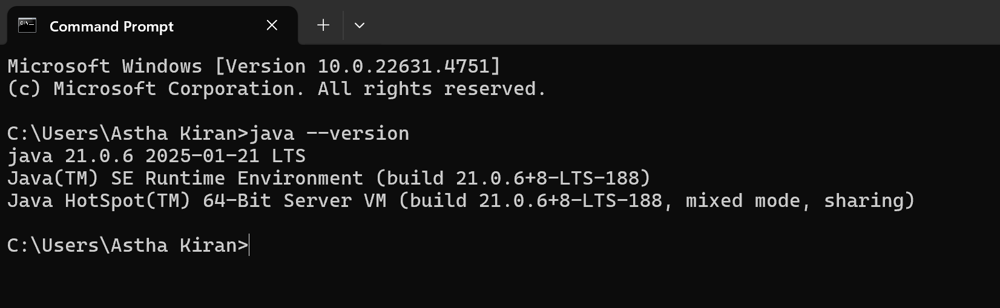 Command Prompt
Microsoft Windows [Version 10.0.22631.4751]
(c) Microsoft Corporation. All rights reserved.
C:\Users\Astha Kiran>java --version
java 21.0.6 2025-01-21 LTS
Java(TM) SE Runtime Environment (build 21.0.6+8-LTS-188)
Java HotSpot(TM) 64-Bit Server VM (build 21.0.6+8-LTS-188, mixed mode, sharing)
C:\Users\Astha Kiran>